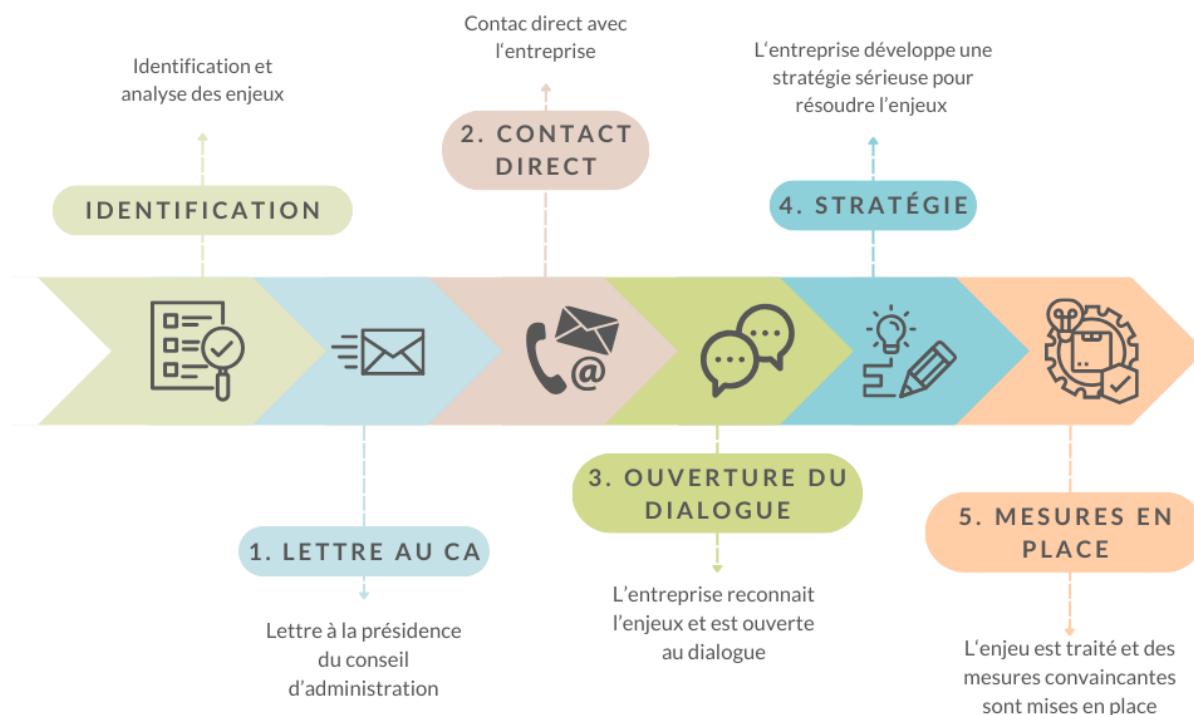 Identification et
analyse des enjeux
IDENTIFICATION
1. LETTRE AU CA
Lettre à la présidence
du conseil
d'administration
Contac direct avec
l'entreprise
2. CONTACT
DIRECT
@
3. OUVERTURE DU
DIALOGUE
L'entreprise reconnait
l'enjeux et est ouverte
au dialogue
L'entreprise développe une
stratégie sérieuse pour
résoudre l'enjeux
4. STRATÉGIE
5. MESURES EN
PLACE
L'enjeu est traité et des
mesures convaincantes
sont mises en place